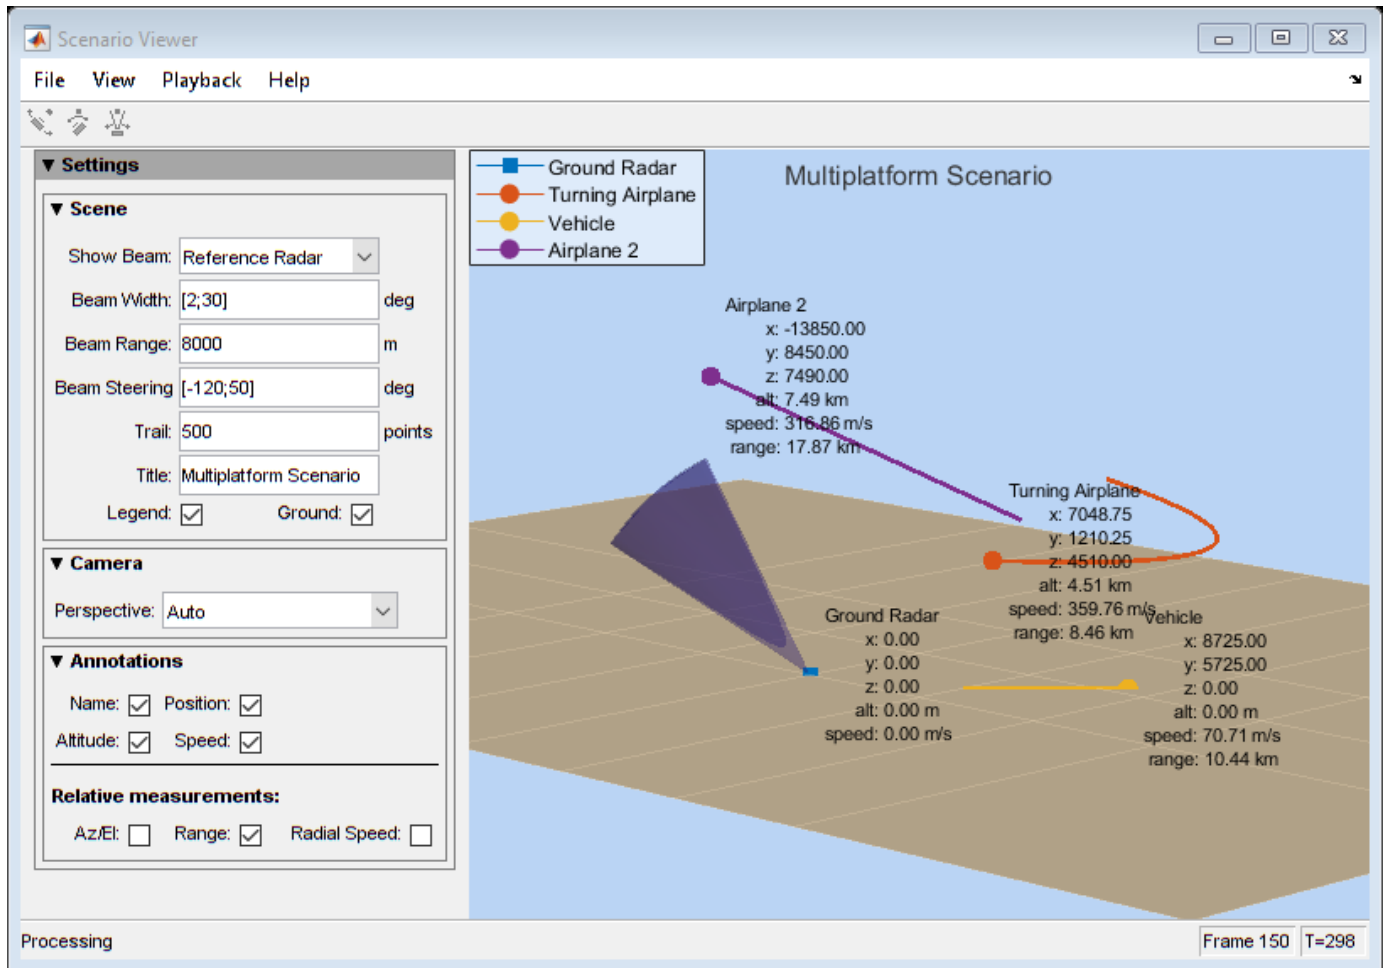 Scenario Viewer
File View Playback Help
▼ Settings
▼ Scene
Show Beam: Reference Radar
Beam Width: [2;30] deg
Beam Range: 8000 m
Beam Steering [-120;50] deg
Trail: 500 points
Title: Multiplatform Scenario
Legend: Ground:
▼ Camera
Perspective: Auto
▼ Annotations
Name: Position:
Altitude: Speed:
Relative measurements:
Az/El: Range: Radial Speed:
Ground Radar
Turning Airplane
Vehicle
Airplane 2
Multiplatform Scenario
Airplane 2
x: -13850.00
y: 8450.00
z: 7490.00
alt: 7.49 km
speed: 316.86 m/s
range: 17.87 km
Turning Airplane
x: 7048.75
y: 1210.25
z: 4510.00
alt: 4.51 km
speed: 359.76 m/s
range: 8.46 km
Ground Radar
x: 0.00
y: 0.00
z: 0.00
alt: 0.00 m
speed: 0.00 m/s
Vehicle
x: 8725.00
y: 5725.00
z: 0.00
alt: 0.00 m
speed: 70.71 m/s
range: 10.44 km
Processing
Frame 150 T=298